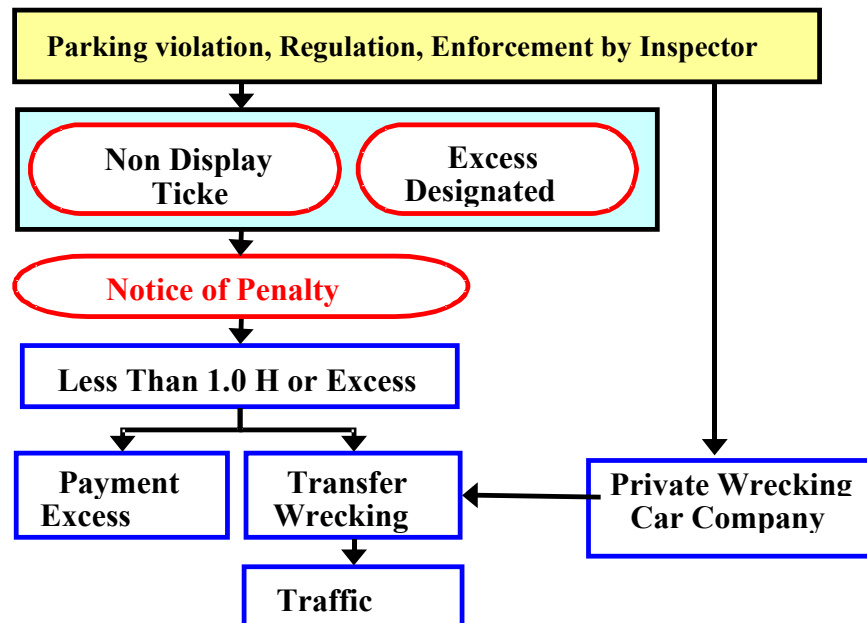 Parking violation, Regulation, Enforcement by Inspector
Non Display
Ticke
Excess
Designated
Notice of Penalty
Less Than 1.0 H or Excess
Payment
Excess
Transfer
Wrecking
Private Wrecking
Car Company
Traffic